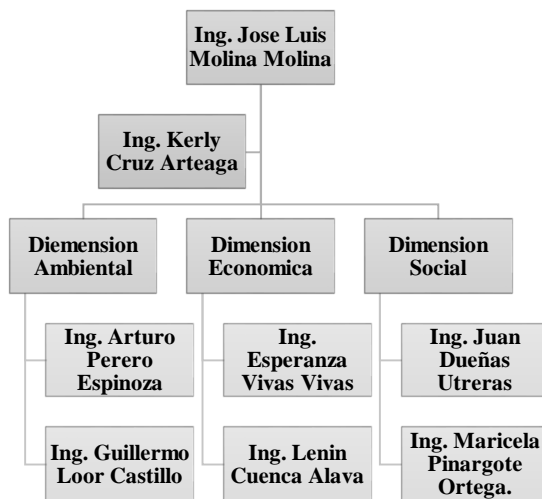 Ing. Jose Luis
Molina Molina
Ing. Kerly
Cruz Arteaga
Diemension
Ambiental
Dimension
Economica
Dimension
Social
Ing. Arturo
Perero
Espinoza
Ing.
Esperanza
Vivas Vivas
Ing. Juan
Dueñas
Utreras
Ing. Guillermo
Loor Castillo
Ing. Lenin
Cuenca Alava
Ing. Maricela
Pinargote
Ortega.